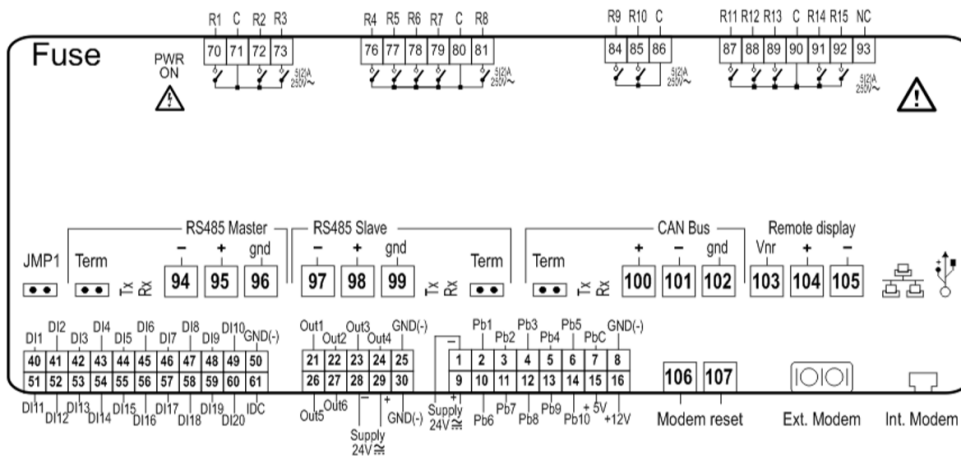 R1 C R2 R3 R4 R5 R6 R7 C R8 R9 R10 C R11 R12 R13 C R14 R15 NC
70 71 72 73 76 77 78 79 80 81 84 85 86 87 88 89 90 91 92 93
Fuse
PWR
ON
5(2)A
250V~
5(2)A
250V~
5(2)A
250V~
5(2)A
250V~
RS485 Master RS485 Slave CAN Bus Remote display
JMP1 Term − + gnd − + gnd Term Term + − gnd Vnr + −
Tx Rx 94 95 96 97 98 99 Tx Rx Tx Rx 100 101 102 103 104 105
DI2 DI4 DI6 DI8 DI10 Out1 Out3 GND(-) Pb1 Pb3 Pb5 GND(-)
DI1 DI3 DI5 DI7 DI9 GND(-) Out2 Out4 − Pb2 Pb4 PbC
40 41 42 43 44 45 46 47 48 49 50 21 22 23 24 25 1 2 3 4 5 6 7 8
51 52 53 54 55 56 57 58 59 60 61 26 27 28 29 30 9 10 11 12 13 14 15 16
106 107
DI11 DI13 DI15 DI17 DI19 IDC Out6 − + + Pb7 Pb9 + 5V
DI12 DI14 DI16 DI18 DI20 Out5 GND(-) Supply Pb6 Pb8 Pb10 +12V
24V
Supply
24V
Modem reset Ext. Modem Int. Modem